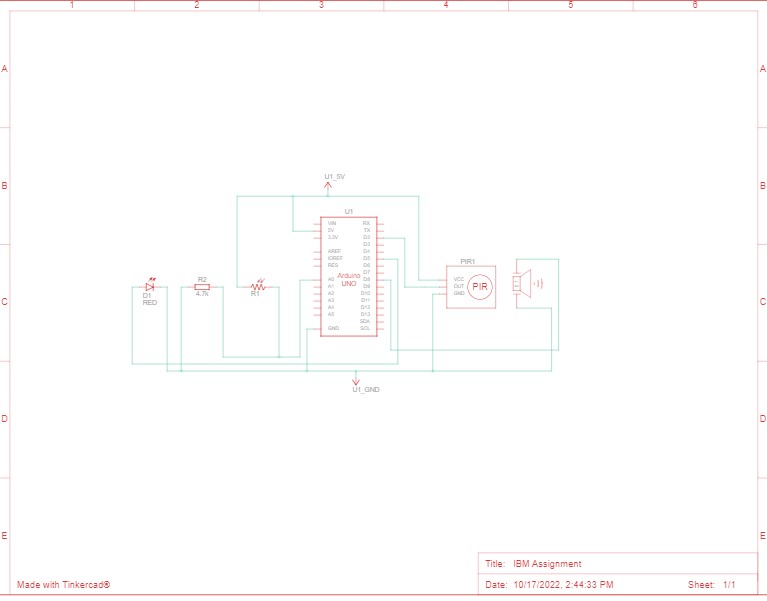 1 2 3 4 5 6
A A
U1_5V
B B
U1
VIN RX
5V TX
3.3V D2
D3
AREF D4
IOREF D5
RES D6
D7
Arduino
UNO
A0 D8
A1 D9
A2 D10
A3 D11
A4 D12
A5 D13
SDA
GND SCL
PIR1
VCC
OUT
GND
PIR
D1
RED
R2
4.7k
R1
C C
U1_GND
D D
E E
Title: IBM Assignment
Made with Tinkercad®
Date: 10/17/2022, 2:44:33 PM Sheet: 1/1